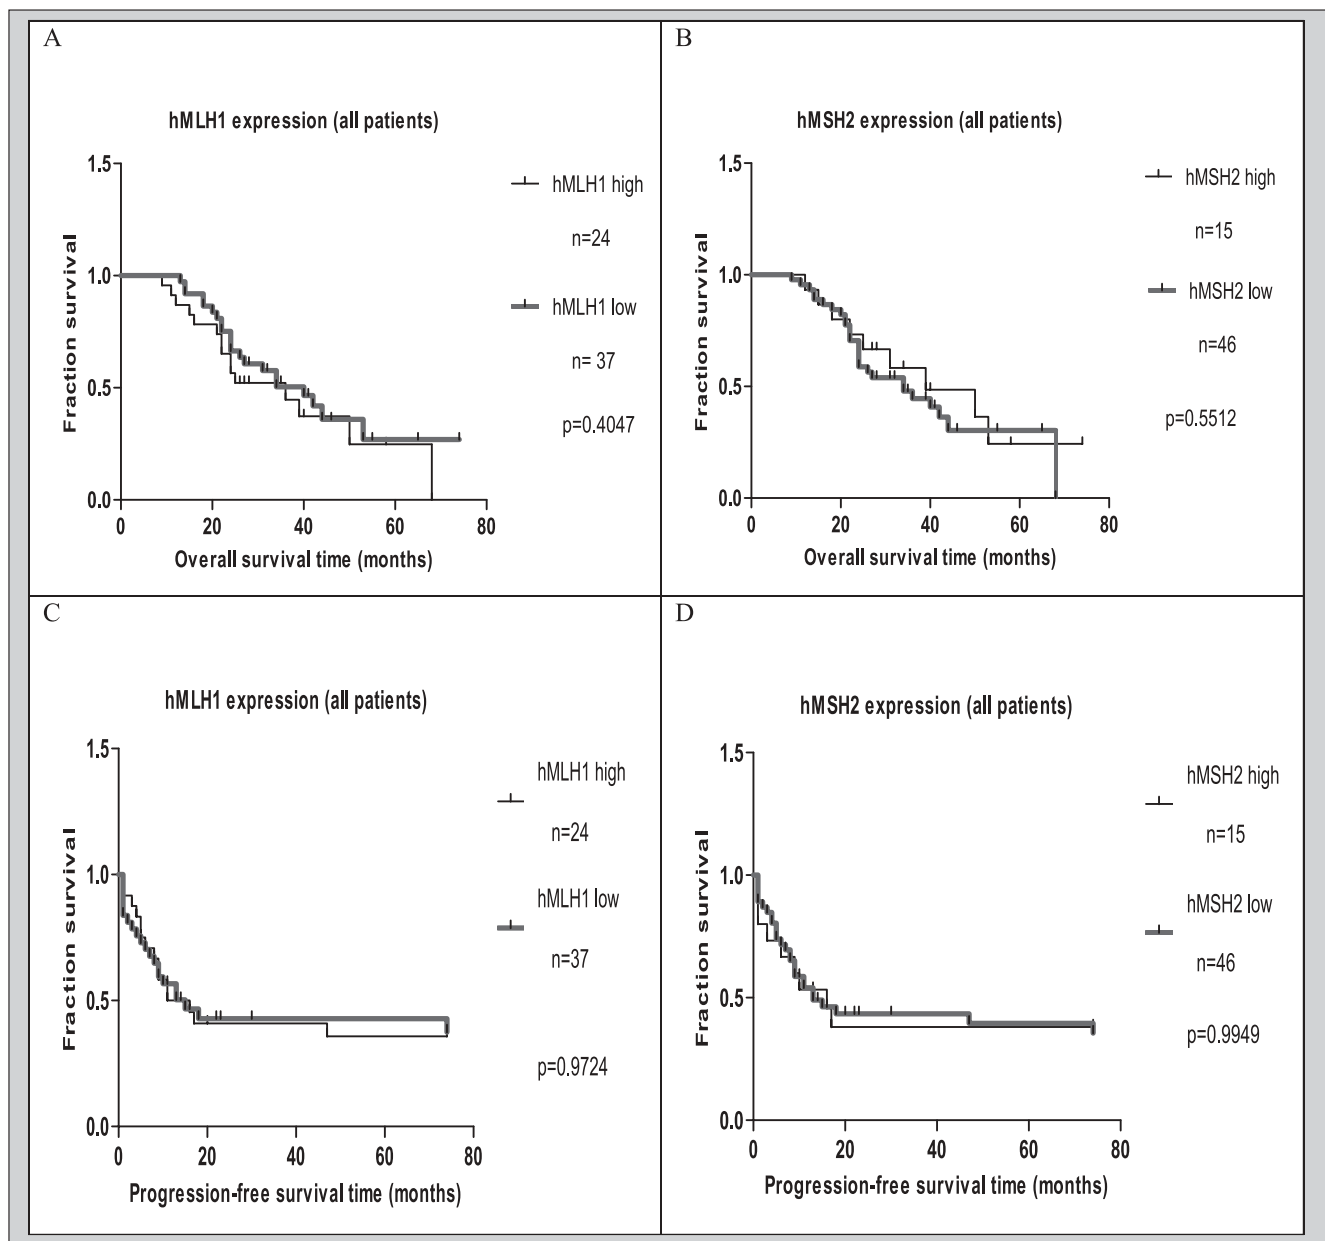 A
hMLH1 expression (all patients)
1.5
1.0
0.5
0.0
Fraction survival
0 20 40 60 80
Overall survival time (months)
hMLH1 high
n=24
hMLH1 low
n= 37
p=0.4047
B
hMSH2 expression (all patients)
1.5
1.0
0.5
0.0
Fraction survival
0 20 40 60 80
Overall survival time (months)
hMSH2 high
n=15
hMSH2 low
n=46
p=0.5512
C
hMLH1 expression (all patients)
1.5
1.0
0.5
0.0
Fraction survival
0 20 40 60 80
Progression-free survival time (months)
hMLH1 high
n=24
hMLH1 low
n=37
p=0.9724
D
hMSH2 expression (all patients)
1.5
1.0
0.5
0.0
Fraction survival
0 20 40 60 80
Progression-free survival time (months)
hMSH2 high
n=15
hMSH2 low
n=46
p=0.9949